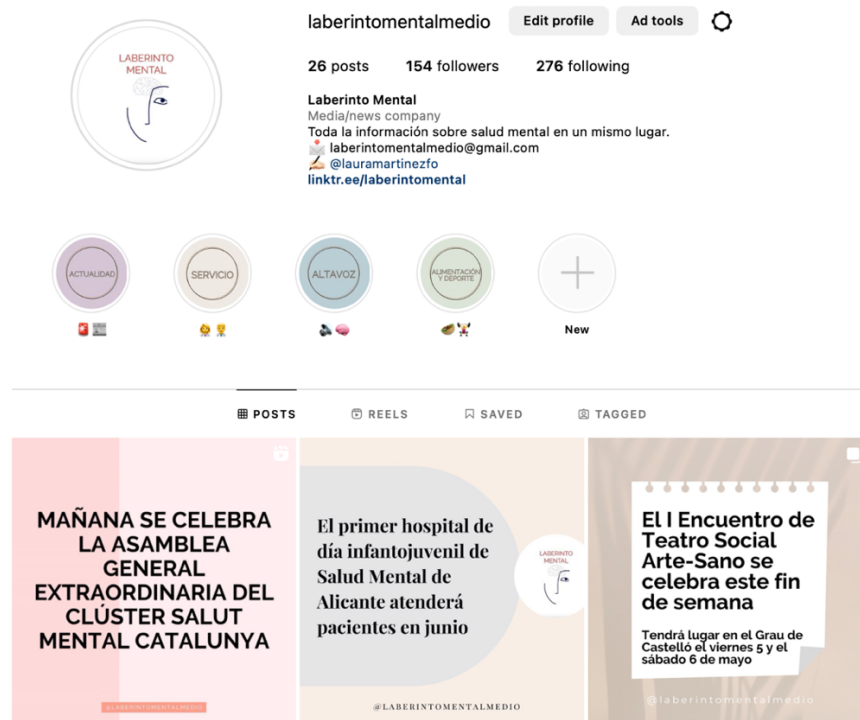 laberintomentalmedio
Edit profile
Ad tools
26 posts
154 followers
276 following
LABERINTO
MENTAL
Laberinto Mental
Media/news company
Toda la información sobre salud mental en un mismo lugar.
laberintomentalmedio@gmail.com
@lauramartinezfo
linktr.ee/laberintomental
ACTUALIDAD
SERVICIO
ALTAVOZ
ALIMENTACIÓN
Y DEPORTE
New
POSTS
REELS
SAVED
TAGGED
MAÑANA SE CELEBRA
LA ASAMBLEA
GENERAL
EXTRAORDINARIA DEL
CLÚSTER SALUT
MENTAL CATALUNYA
@LABERINTOMENTALMEDIO
El primer hospital de
día infantojuvenil de
Salud Mental de
Alicante atenderá
pacientes en junio
LABERINTO
MENTAL
@LABERINTOMENTALMEDIO
El I Encuentro de
Teatro Social
Arte-Sano se
celebra este fin
de semana
Tendrá lugar en el Grau de
Castelló el viernes 5 y el
sábado 6 de mayo
@laberintomentalmedio